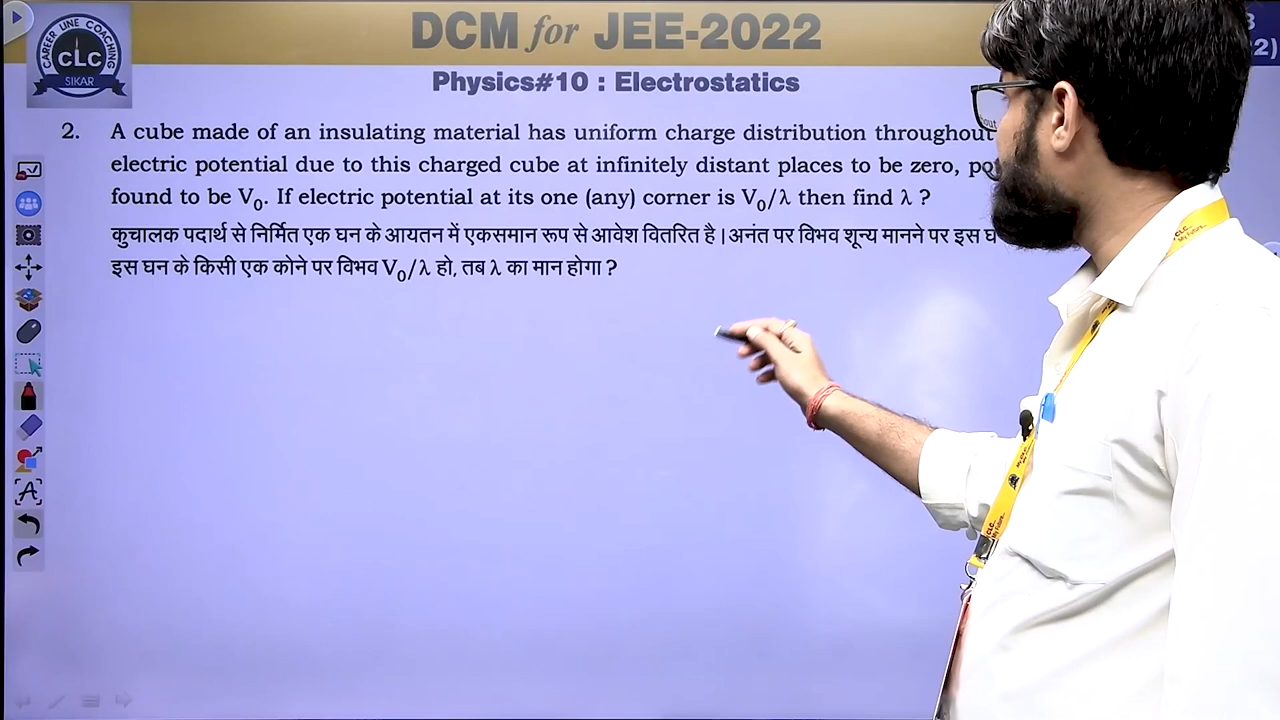 DCM for JEE-2022
Physics#10 : Electrostatics
CAREER LINE COACHING
CLC
SIKAR
2. A cube made of an insulating material has uniform charge distribution throughout
electric potential due to this charged cube at infinitely distant places to be zero,
found to be V0. If electric potential at its one (any) corner is V0/λ then find λ ?
कुचालक पदार्थ से निर्मित एक घन के आयतन में एकसमान रूप से आवेश वितरित है। अनंत पर विभव शून्य मानने पर इस
इस घन के किसी एक कोने पर विभव V0/λ हो, तब λ का मान होगा ?